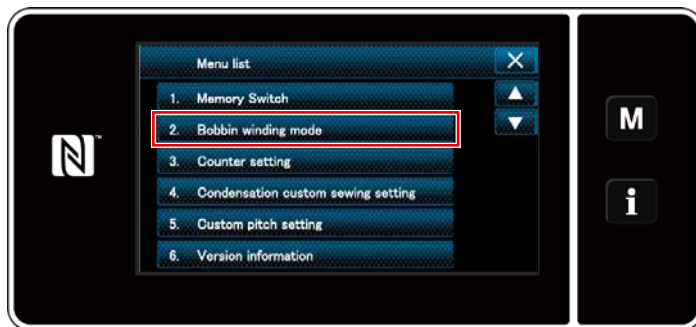 Menu list
1. Memory Switch
2. Bobbin winding mode
3. Counter setting
4. Condensation custom sewing setting
5. Custom pitch setting
6. Version information
M
i
N